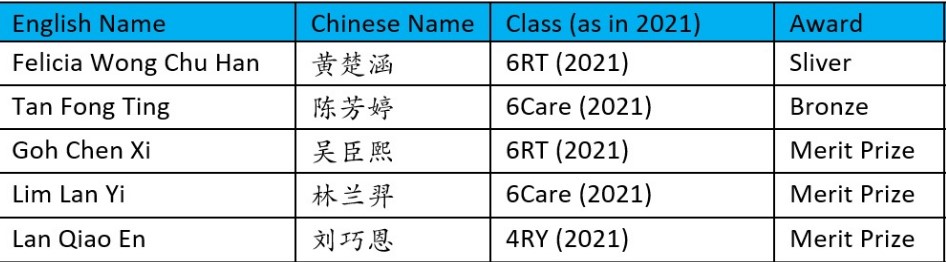 English Name Chinese Name Class (as in 2021) Award
Felicia Wong Chu Han 黄楚涵 6RT (2021) Sliver
Tan Fong Ting 陈芳婷 6Care (2021) Bronze
Goh Chen Xi 吴臣熙 6RT (2021) Merit Prize
Lim Lan Yi 林兰羿 6Care (2021) Merit Prize
Lan Qiao En 刘巧恩 4RY (2021) Merit Prize